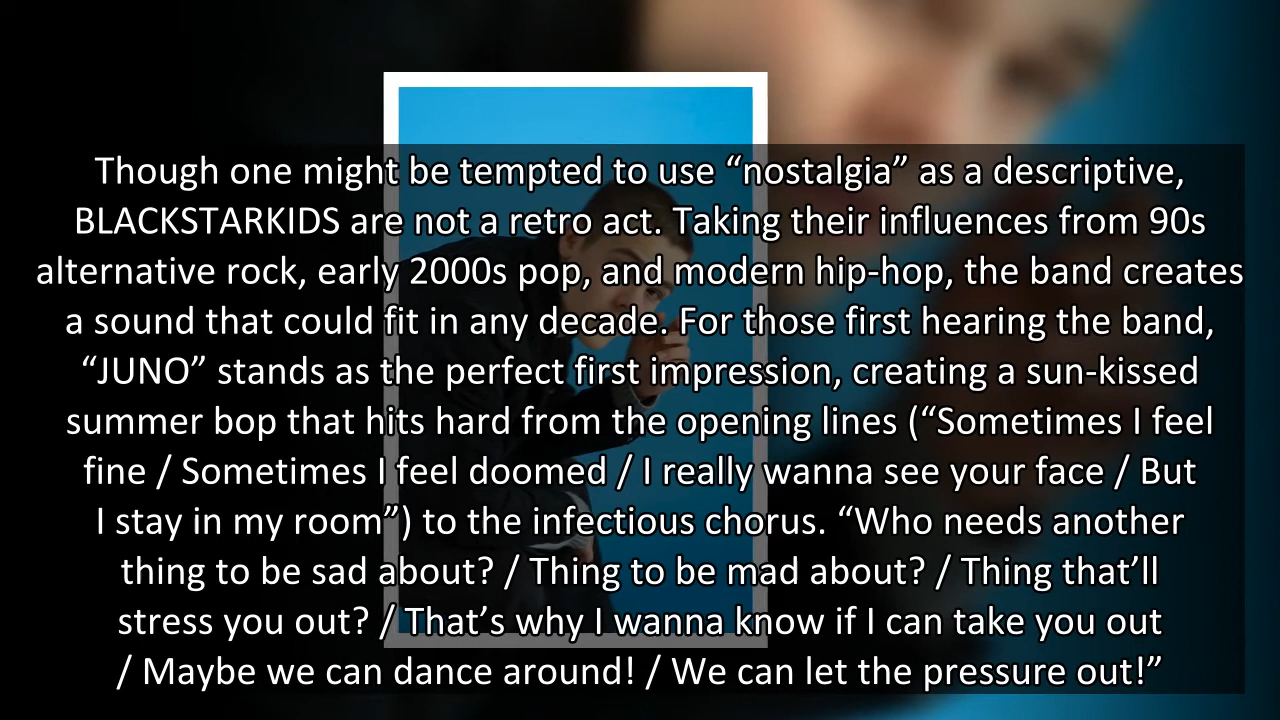 Though one might be tempted to use “nostalgia” as a descriptive,
BLACKSTARKIDS are not a retro act. Taking their influences from 90s
alternative rock, early 2000s pop, and modern hip-hop, the band creates
a sound that could fit in any decade. For those first hearing the band,
“JUNO” stands as the perfect first impression, creating a sun-kissed
summer bop that hits hard from the opening lines (“Sometimes I feel
fine / Sometimes I feel doomed / I really wanna see your face / But
I stay in my room”) to the infectious chorus. “Who needs another
thing to be sad about? / Thing to be mad about? / Thing that’ll
stress you out? / That’s why I wanna know if I can take you out
/ Maybe we can dance around! / We can let the pressure out!”